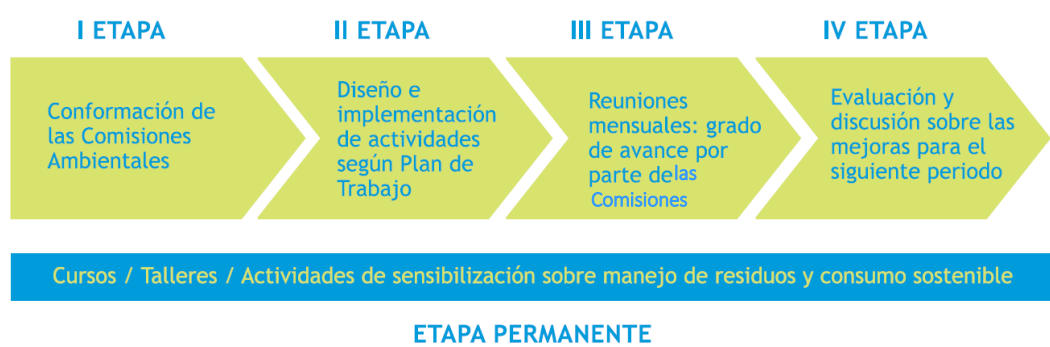 I ETAPA
II ETAPA
III ETAPA
IV ETAPA
Conformación de
las Comisiones
Ambientales
Diseño e
implementación
de actividades
según Plan de
Trabajo
Reuniones
mensuales: grado
de avance por
parte delas
Comisiones
Evaluación y
discusión sobre las
mejoras para el
siguiente periodo
Cursos / Talleres / Actividades de sensibilización sobre manejo de residuos y consumo sostenible
ETAPA PERMANENTE